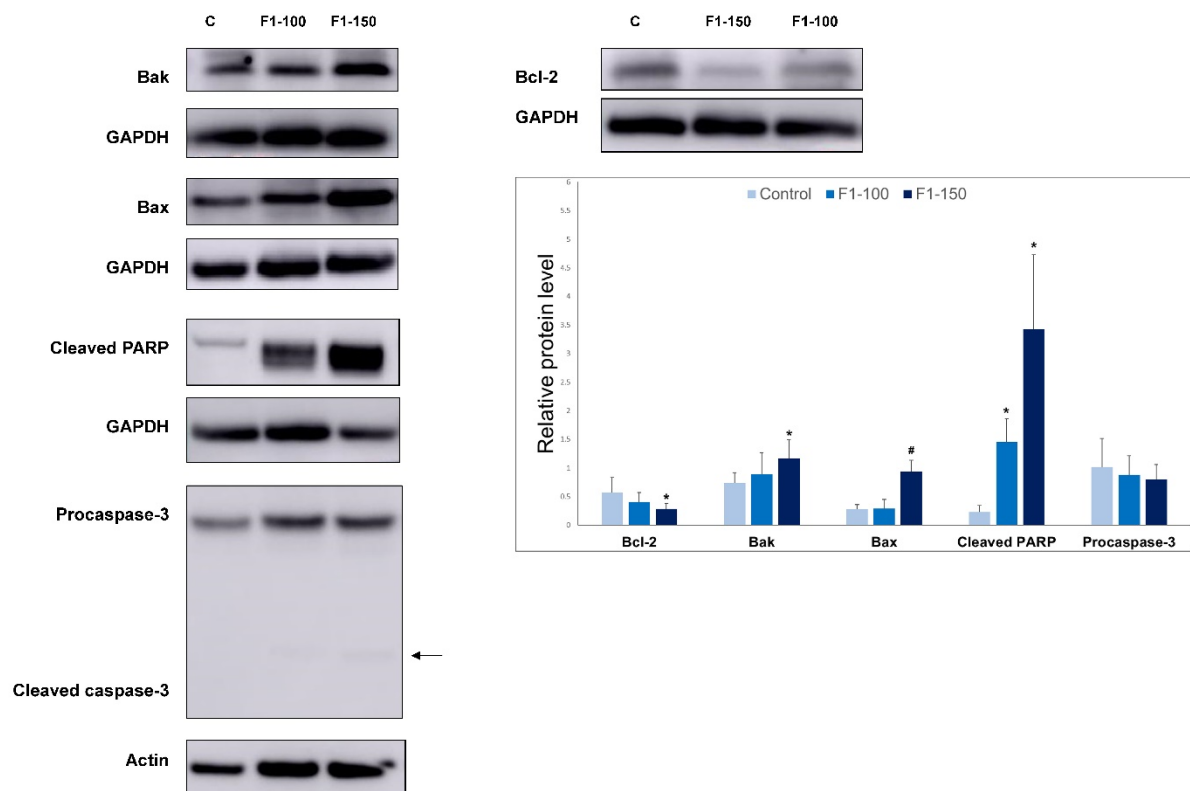 C F1-100 F1-150
Bak
GAPDH
Bax
GAPDH
Cleaved PARP
GAPDH
Procaspase-3
Cleaved caspase-3
Actin
C F1-150 F1-100
Bcl-2
GAPDH
Control F1-100 F1-150
Relative protein level
6
5.5
5
4.5
4
3.5
3
2.5
2
1.5
1
0.5
0
*
*
#
*
*
Bcl-2 Bak Bax Cleaved PARP Procaspase-3